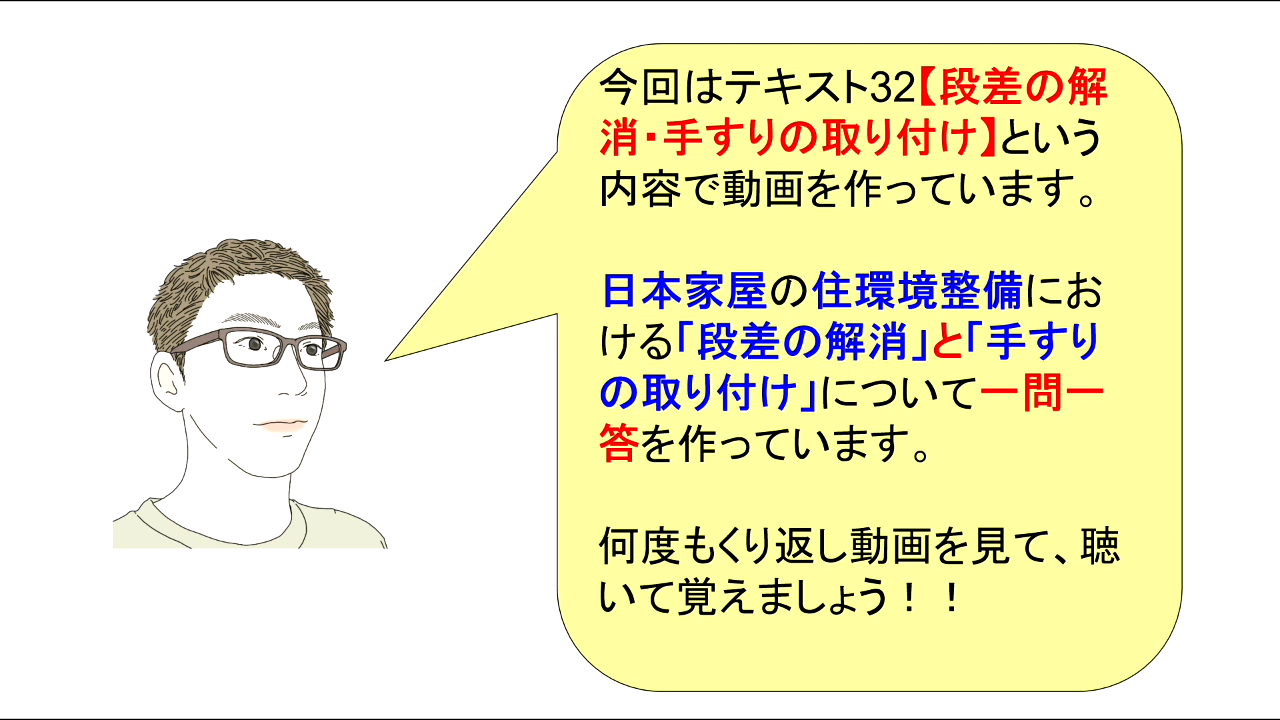 今回はテキスト32【段差の解
消・手すりの取り付け】という
内容で動画を作っています。
日本家屋の住環境整備にお
ける「段差の解消」と「手すり
の取り付け」について一問一
答を作っています。
何度もくり返し動画を見て、聴
いて覚えましょう！！